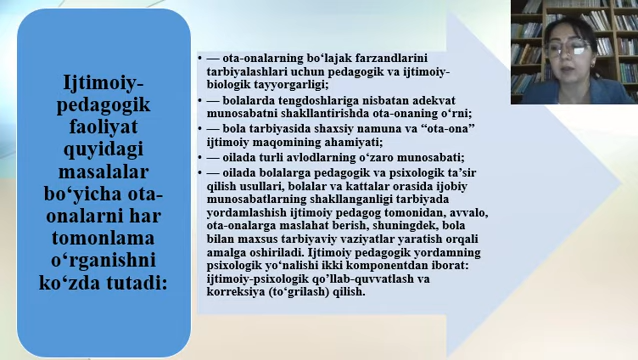 Ijtimoiy-
pedagogik
faoliyat
quyidagi
masalalar
bo‘yicha ota-
onalarni har
tomonlama
o‘rganishni
ko‘zda tutadi:
• — ota-onalarning bo‘lajak farzandlarini
tarbiyalashlari uchun pedagogik va ijtimoiy-
biologik tayyorgarligi;
• — bolalarda tengdoshlariga nisbatan adekvat
munosabatni shakllantirishda ota-onaning o‘rni;
• — bola tarbiyasida shaxsiy namuna va “ota-ona”
ijtimoiy maqomining ahamiyati;
• — oilada turli avlodlarning o‘zaro munosabati;
• — oilada bolalarga pedagogik va psixologik ta’sir
qilish usullari, bolalar va kattalar orasida ijobiy
munosabatlarning shakllanganligi tarbiyada
yordamlashish ijtimoiy pedagog tomonidan, avvalo,
ota-onalarga maslahat berish, shuningdek, bola
bilan maxsus tarbiyaviy vaziyatlar yaratish orqali
amalga oshiriladi. Ijtimoiy pedagogik yordamning
psixologik yo‘nalishi ikki komponentdan iborat:
ijtimoiy-psixologik qo’llab-quvvatlash va
korreksiya (to‘grilash) qilish.